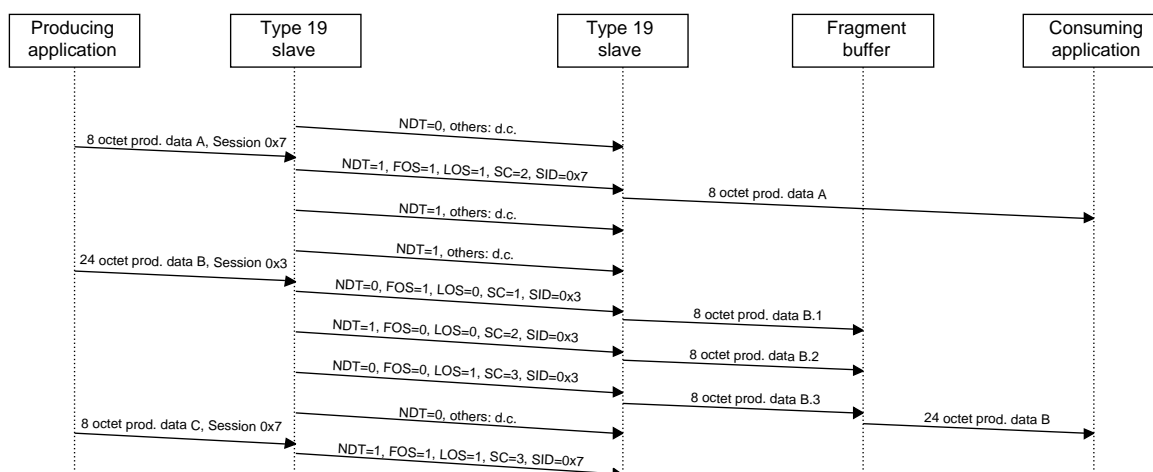 Producing
application
Type 19
slave
Type 19
slave
Fragment
buffer
Consuming
application
NDT=0, others: d.c.
8 octet prod. data A, Session 0x7
NDT=1, FOS=1, LOS=1, SC=2, SID=0x7
8 octet prod. data A
NDT=1, others: d.c.
NDT=1, others: d.c.
24 octet prod. data B, Session 0x3
NDT=0, FOS=1, LOS=0, SC=1, SID=0x3
8 octet prod. data B.1
NDT=1, FOS=0, LOS=0, SC=2, SID=0x3
8 octet prod. data B.2
NDT=0, FOS=0, LOS=1, SC=3, SID=0x3
8 octet prod. data B.3
NDT=0, others: d.c.
24 octet prod. data B
8 octet prod. data C, Session 0x7
NDT=1, FOS=1, LOS=1, SC=3, SID=0x7